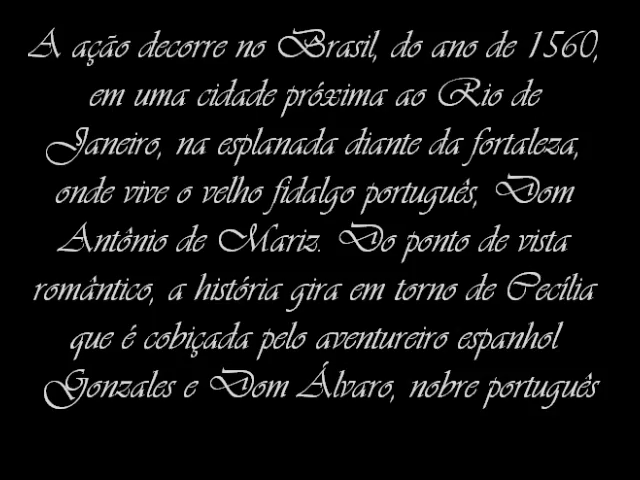 A ação decorre no Brasil, do ano de 1560,
em uma cidade próxima ao Rio de
Janeiro, na esplanada diante da fortaleza,
onde vive o velho fidalgo português, Dom
Antônio de Mariz. Do ponto de vista
romântico, a história gira em torno de Cecília
que é cobiçada pelo aventureiro espanhol
Gonzales e Dom Álvaro, nobre português